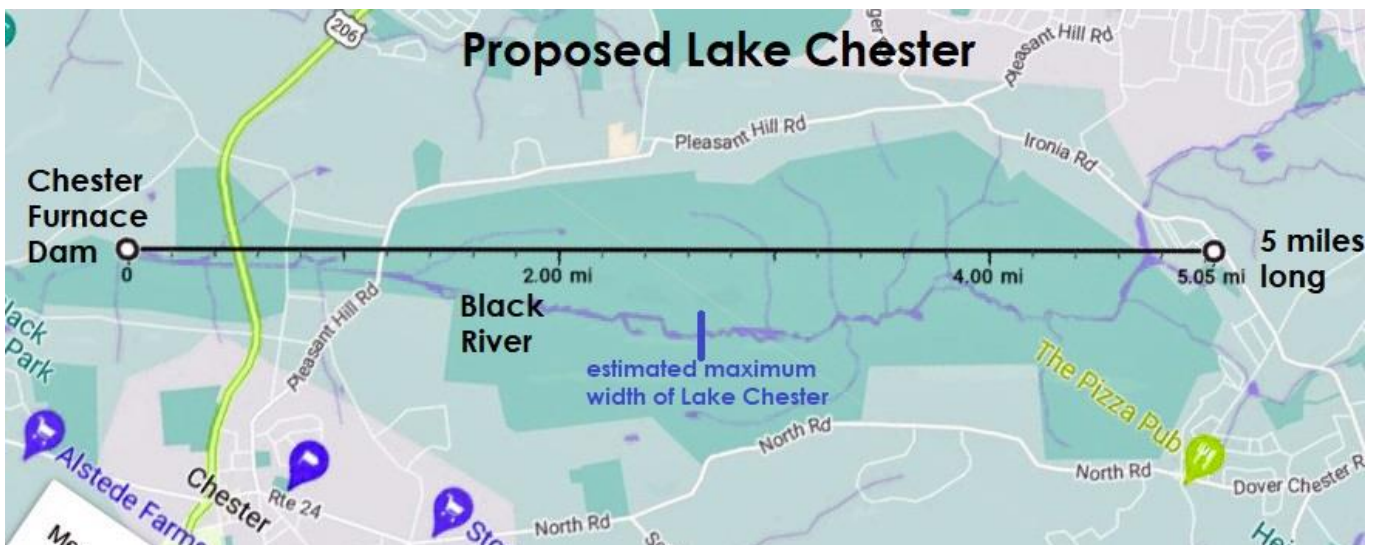 206
Proposed Lake Chester
Pleasant Hill Rd
Pleasant Hill Rd
Ironia Rd
Chester
Furnace
Dam
0
2.00 mi
4.00 mi
5.05 mi
5 miles
long
Pleasant Hill Rd
Black
River
estimated maximum
width of Lake Chester
Park
The Pizza Pub
North Rd
North Rd
Dover Chester R
Alstede Farm
Chester
Rte 24
North Rd